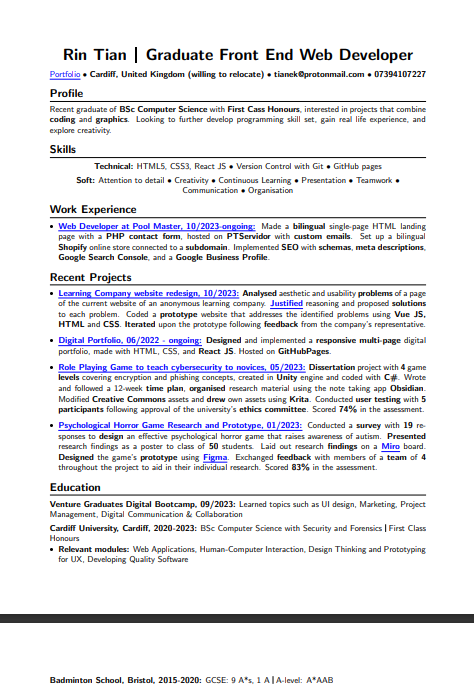 Rin Tian | Graduate Front End Web Developer
Portfolio • Cardiff, United Kingdom (willing to relocate) • tianek@protonmail.com • 07394107227
Profile
Recent graduate of BSc Computer Science with First Cass Honours, interested in projects that combine
coding and graphics. Looking to further develop programming skill set, gain real life experience, and
explore creativity.
Skills
Technical: HTML5, CSS3, React JS • Version Control with Git • GitHub pages
Soft: Attention to detail • Creativity • Continuous Learning • Presentation • Teamwork •
Communication • Organisation
Work Experience
• Web Developer at Pool Master, 10/2023-ongoing: Made a bilingual single-page HTML landing
page with a PHP contact form, hosted on PTServidor with custom emails. Set up a bilingual
Shopify online store connected to a subdomain. Implemented SEO with schemas, meta descriptions,
Google Search Console, and a Google Business Profile.
Recent Projects
• Learning Company website redesign, 10/2023: Analysed aesthetic and usability problems of a page
of the current website of an anonymous learning company. Justified reasoning and proposed solutions
to each problem. Coded a prototype website that addresses the identified problems using Vue JS,
HTML and CSS. Iterated upon the prototype following feedback from the company's representative.
• Digital Portfolio, 06/2022 - ongoing: Designed and implemented a responsive multi-page digital
portfolio, made with HTML, CSS, and React JS. Hosted on GitHubPages.
• Role Playing Game to teach cybersecurity to novices, 05/2023: Dissertation project with 4 game
levels covering encryption and phishing concepts, created in Unity engine and coded with C#. Wrote
and followed a 12-week time plan, organised research material using the note taking app Obsidian.
Modified Creative Commons assets and drew own assets using Krita. Conducted user testing with 5
participants following approval of the university's ethics committee. Scored 74% in the assessment.
• Psychological Horror Game Research and Prototype, 01/2023: Conducted a survey with 19 re-
sponses to design an effective psychological horror game that raises awareness of autism. Presented
research findings as a poster to a class of 50 students. Laid out research findings on a Miro board.
Designed the game's prototype using Figma. Exchanged feedback with members of a team of 4
throughout the project to aid in their individual research. Scored 83% in the assessment.
Education
Venture Graduates Digital Bootcamp, 09/2023: Learned topics such as UI design, Marketing, Project
Management, Digital Communication & Collaboration
Cardiff University, Cardiff, 2020-2023: BSc Computer Science with Security and Forensics | First Class
Honours
• Relevant modules: Web Applications, Human-Computer Interaction, Design Thinking and Prototyping
for UX, Developing Quality Software
Badminton School, Bristol, 2015-2020: GCSE: 9 A*s, 1 A | A-level: A*AAB